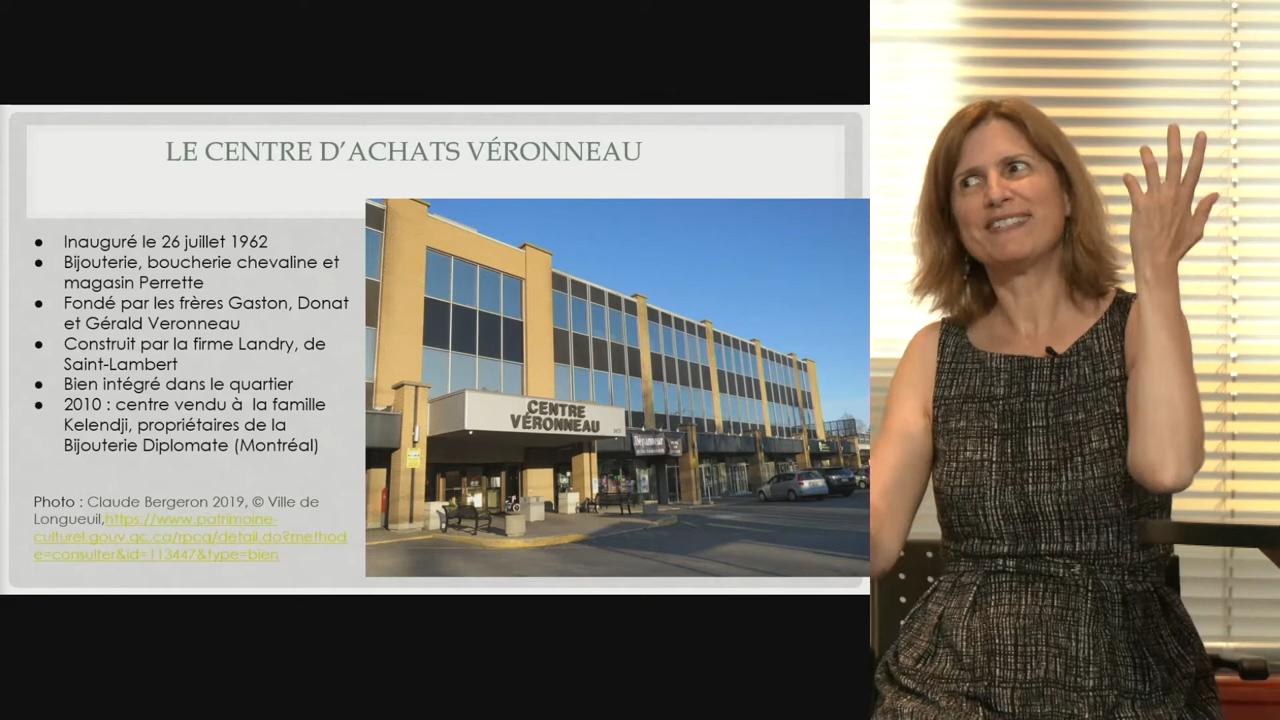 LE CENTRE D'ACHATS VÉRONNEAU
● Inauguré le 26 juillet 1962
● Bijouterie, boucherie chevaline et
magasin Perrette
● Fondé par les frères Gaston, Donat
et Gérald Veronneau
● Construit par la firme Landry, de
Saint-Lambert
● Bien intégré dans le quartier
● 2010 : centre vendu à la famille
Kelendji, propriétaires de la
Bijouterie Diplomate (Montréal)
Photo : Claude Bergeron 2019, © Ville de
Longueuil,https://www.patrimoine-
culturel.gouv.qc.ca/rpcq/detail.do?method
e=consulter&id=113447&type=bien
CENTRE
VÉRONNEAU
Dépanneur